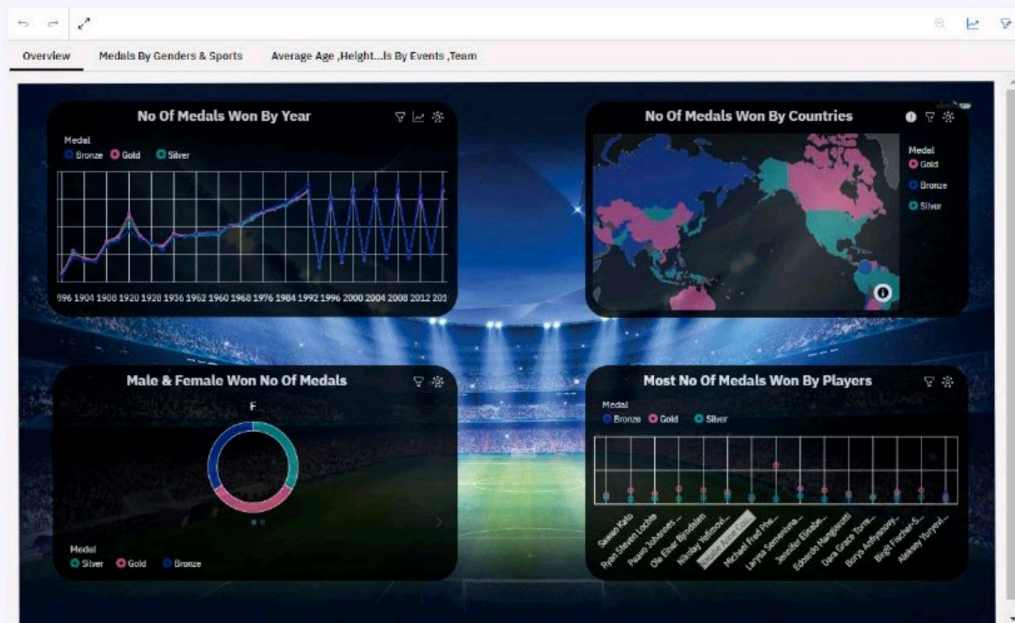 Overview Medals By Genders & Sports Average Age ,Height...ls By Events ,Team
No Of Medals Won By Year
Medal
Bronze Gold Silver
896 1904 1908 1920 1928 1936 1952 1960 1968 1976 1984 1992 1996 2000 2004 2008 2012 201
No Of Medals Won By Countries
Medal
Gold
Bronze
Silver
Male & Female Won No Of Medals
F
Medal
Silver Gold Bronze
Most No Of Medals Won By Players
Medal
Bronze Gold Silver
Sawao Kato
Ryan Steven Lochte
Paavo Johannes...
Ole Einar Bjrndalen
Nikolay Yefimovi...
Michael Fred Phe...
Larysa Semenivna...
Jennifer Elisabe...
Edoardo Mangiarotti
Dara Grace Torre...
Borys Anfiyanovy...
Birgit Fischer-S...
Aleksey Yuryevi...